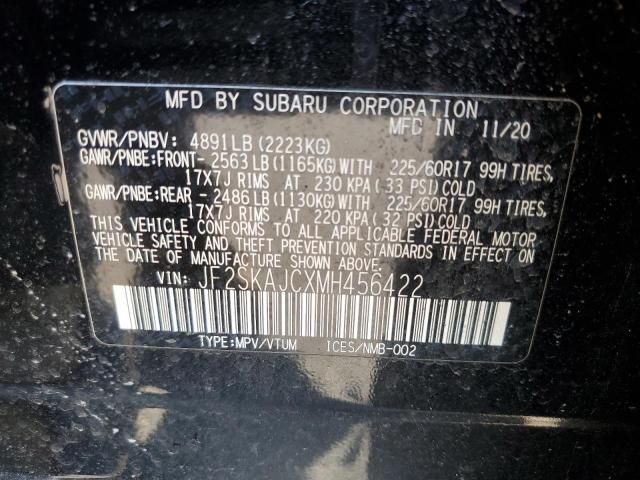 MFD BY SUBARU CORPORATION
MFD IN 11/20
GVWR/PNBV: 4891LB (2223KG)
GAWR/PNBE:FRONT- 2563LB(1165KG)WITH 225/60R17 99H TIRES,
17X7J RIMS AT 230 KPA(33 PSI)COLD
GAWR/PNBE:REAR - 2486LB(1130KG)WITH 225/60R17 99H TIRES,
17X7J RIMS AT 220 KPA(32 PSI)COLD
THIS VEHICLE CONFORMS TO ALL APPLICABLE FEDERAL MOTOR
VEHICLE SAFETY AND THEFT PREVENTION STANDARDS IN EFFECT ON
THE DATE OF MANUFACTURE SHOWN ABOVE.
VIN: JF2SKAJCXMH456422
TYPE:MPV/VTUM ICES/NMB-002